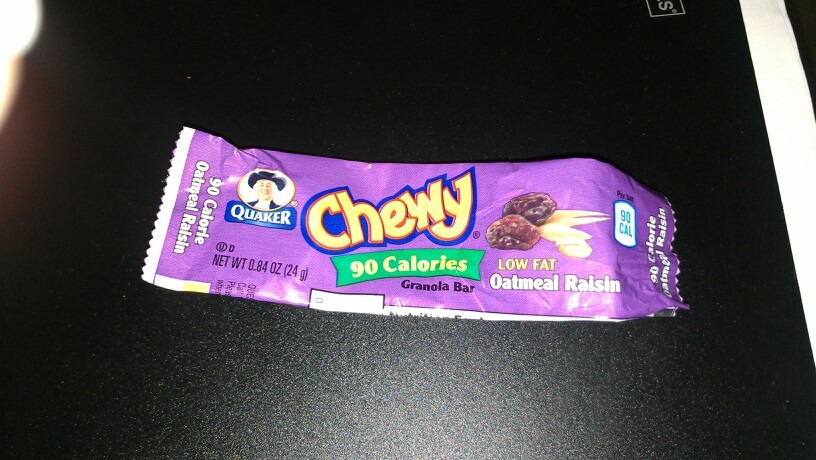 90 Calorie
Oatmeal Raisin
QUAKER
Chewy®
90 Calories
Granola Bar
Ⓤ D
NET WT 0.84 OZ (24 g)
LOW FAT
Oatmeal Raisin
Per bar
90
CAL
90 Calorie
Oatmeal Raisin